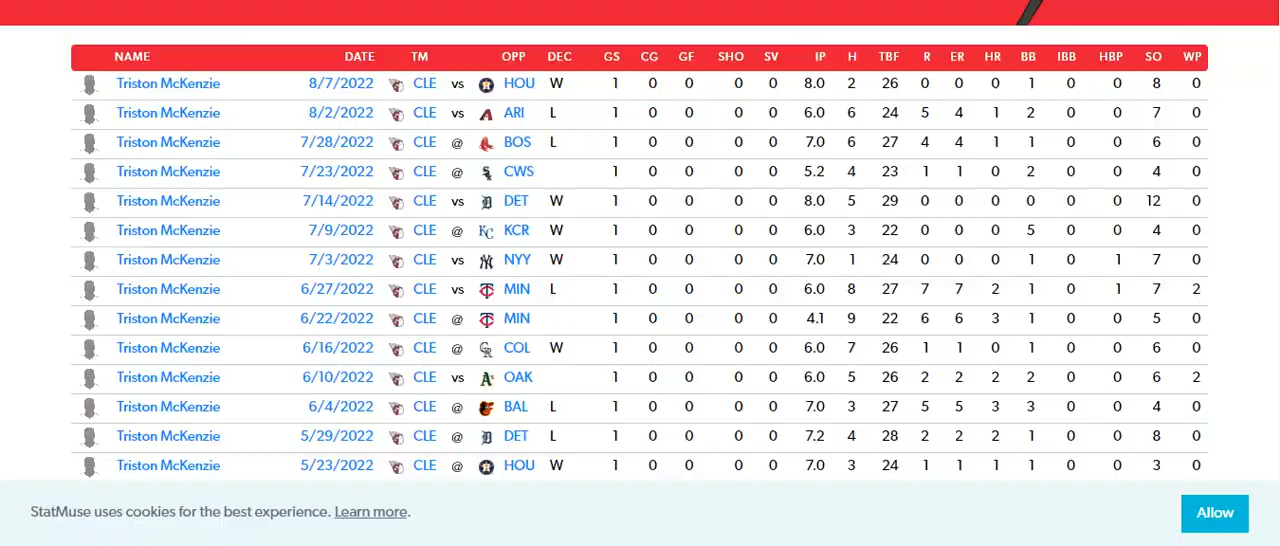 NAME DATE TM OPP DEC GS CG GF SHO SV IP H TBF R ER HR BB IBB HBP SO WP
Triston McKenzie 8/7/2022 CLE vs HOU W 1 0 0 0 0 8.0 2 26 0 0 0 1 0 0 8 0
Triston McKenzie 8/2/2022 CLE vs ARI L 1 0 0 0 0 6.0 6 24 5 4 1 2 0 0 7 0
Triston McKenzie 7/28/2022 CLE @ BOS L 1 0 0 0 0 7.0 6 27 4 4 1 1 0 0 6 0
Triston McKenzie 7/23/2022 CLE @ CWS 1 0 0 0 0 5.2 4 23 1 1 0 2 0 0 4 0
Triston McKenzie 7/14/2022 CLE vs DET W 1 0 0 0 0 8.0 5 29 0 0 0 0 0 0 12 0
Triston McKenzie 7/9/2022 CLE @ KCR W 1 0 0 0 0 6.0 3 22 0 0 0 5 0 0 4 0
Triston McKenzie 7/3/2022 CLE vs NYY W 1 0 0 0 0 7.0 1 24 0 0 0 1 0 1 7 0
Triston McKenzie 6/27/2022 CLE vs MIN L 1 0 0 0 0 6.0 8 27 7 7 2 1 0 1 7 2
Triston McKenzie 6/22/2022 CLE @ MIN 1 0 0 0 0 4.1 9 22 6 6 3 1 0 0 5 0
Triston McKenzie 6/16/2022 CLE @ COL W 1 0 0 0 0 6.0 7 26 1 1 0 1 0 0 6 0
Triston McKenzie 6/10/2022 CLE vs OAK 1 0 0 0 0 6.0 5 26 2 2 2 2 0 0 6 2
Triston McKenzie 6/4/2022 CLE @ BAL L 1 0 0 0 0 7.0 3 27 5 5 3 3 0 0 4 0
Triston McKenzie 5/29/2022 CLE @ DET L 1 0 0 0 0 7.2 4 28 2 2 2 1 0 0 8 0
Triston McKenzie 5/23/2022 CLE @ HOU W 1 0 0 0 0 7.0 3 24 1 1 1 1 0 0 3 0
StatMuse uses cookies for the best experience. Learn more.
Allow